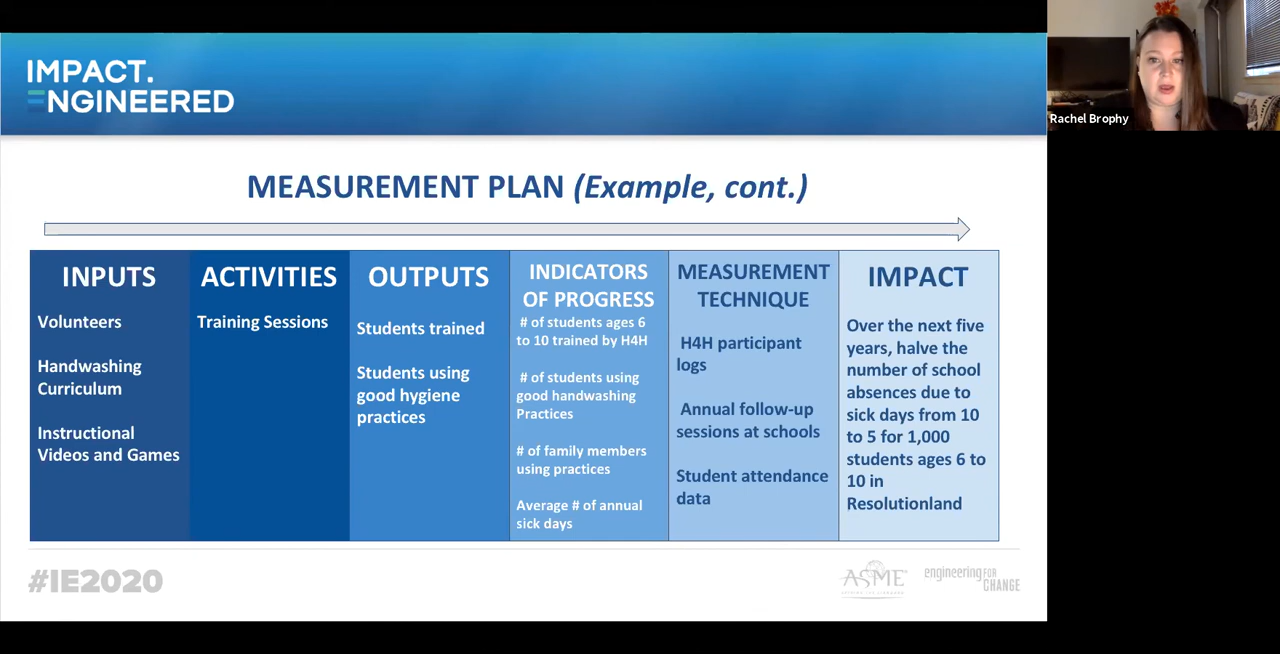 IMPACT.
ENGINEERED
Rachel Brophy
MEASUREMENT PLAN (Example, cont.)
INPUTS
Volunteers
Handwashing
Curriculum
Instructional
Videos and Games
ACTIVITIES
Training Sessions
OUTPUTS
Students trained
Students using
good hygiene
practices
INDICATORS
OF PROGRESS
# of students ages 6
to 10 trained by H4H
# of students using
good handwashing
Practices
# of family members
using practices
Average # of annual
sick days
MEASUREMENT
TECHNIQUE
H4H participant
logs
Annual follow-up
sessions at schools
Student attendance
data
IMPACT
Over the next five
years, halve the
number of school
absences due to
sick days from 10
to 5 for 1,000
students ages 6 to
10 in
Resolutionland
#IE2020
ASME
engineering FOR
CHANGE